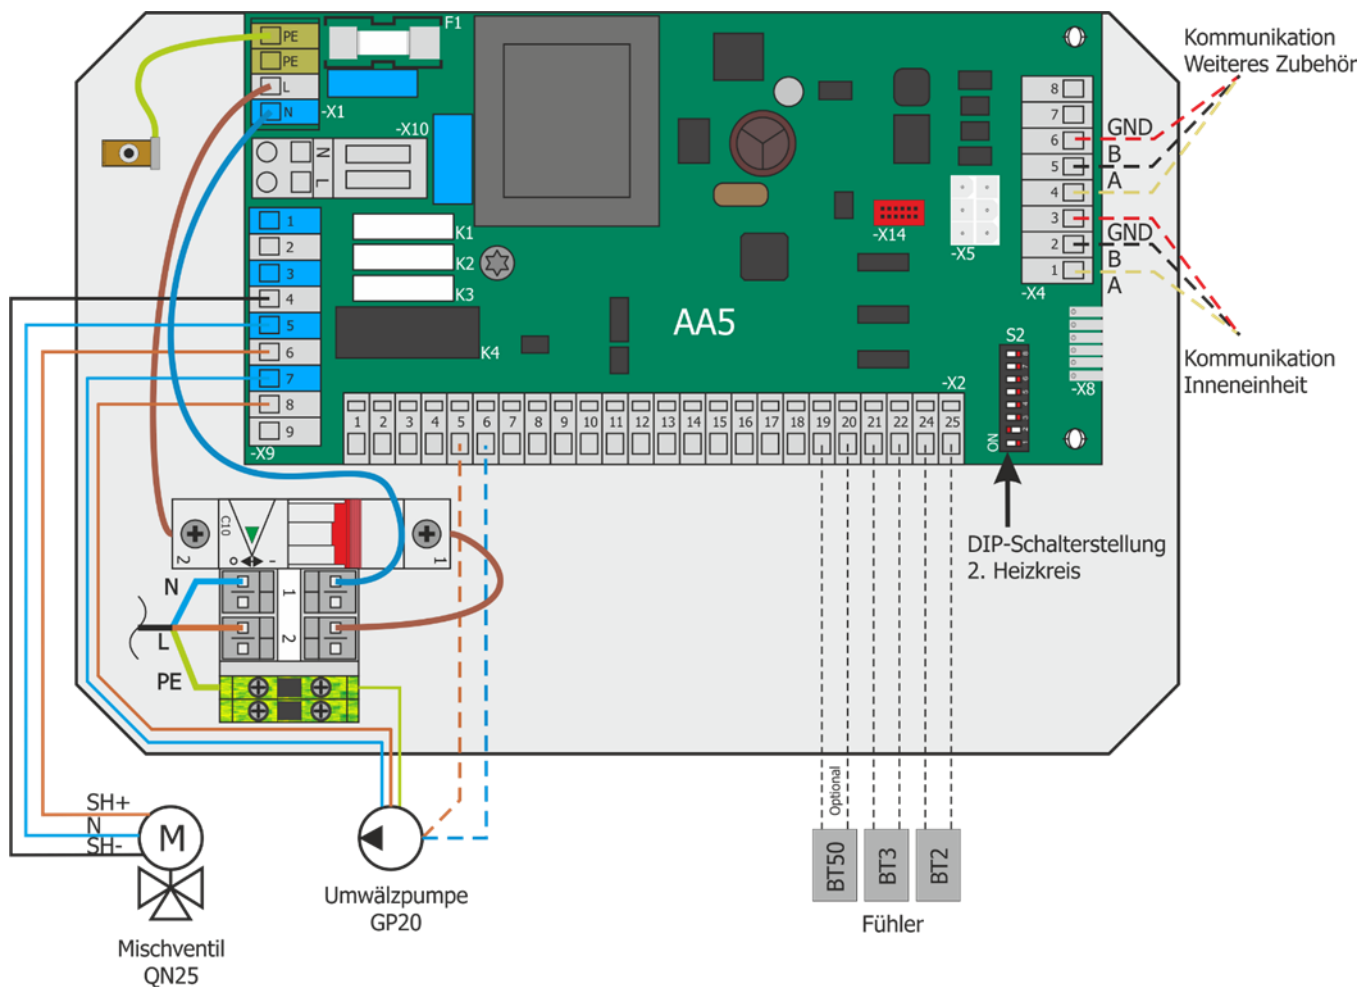 PE
PE
L
N
F1
-X1
-X10
N
L
K1
K2
K3
K4
1
2
3
4
5
6
7
8
9
-X9
AA5
-X14
-X5
8
7
6
5
4
3
2
1
-X4
GND
B
A
GND
B
A
Kommunikation
Weiteres Zubehör
Kommunikation
Inneneinheit
-X8
S2
ON
-X2
1 2 3 4 5 6 7 8 9 10 11 12 13 14 15 16 17 18 19 20 21 22 24 25
DIP-Schalterstellung
2. Heizkreis
2
C10
1
N
L
PE
1
2
SH+
N
SH-
M
Mischventil
QN25
Umwälzpumpe
GP20
Optional
BT50
BT3
BT2
Fühler